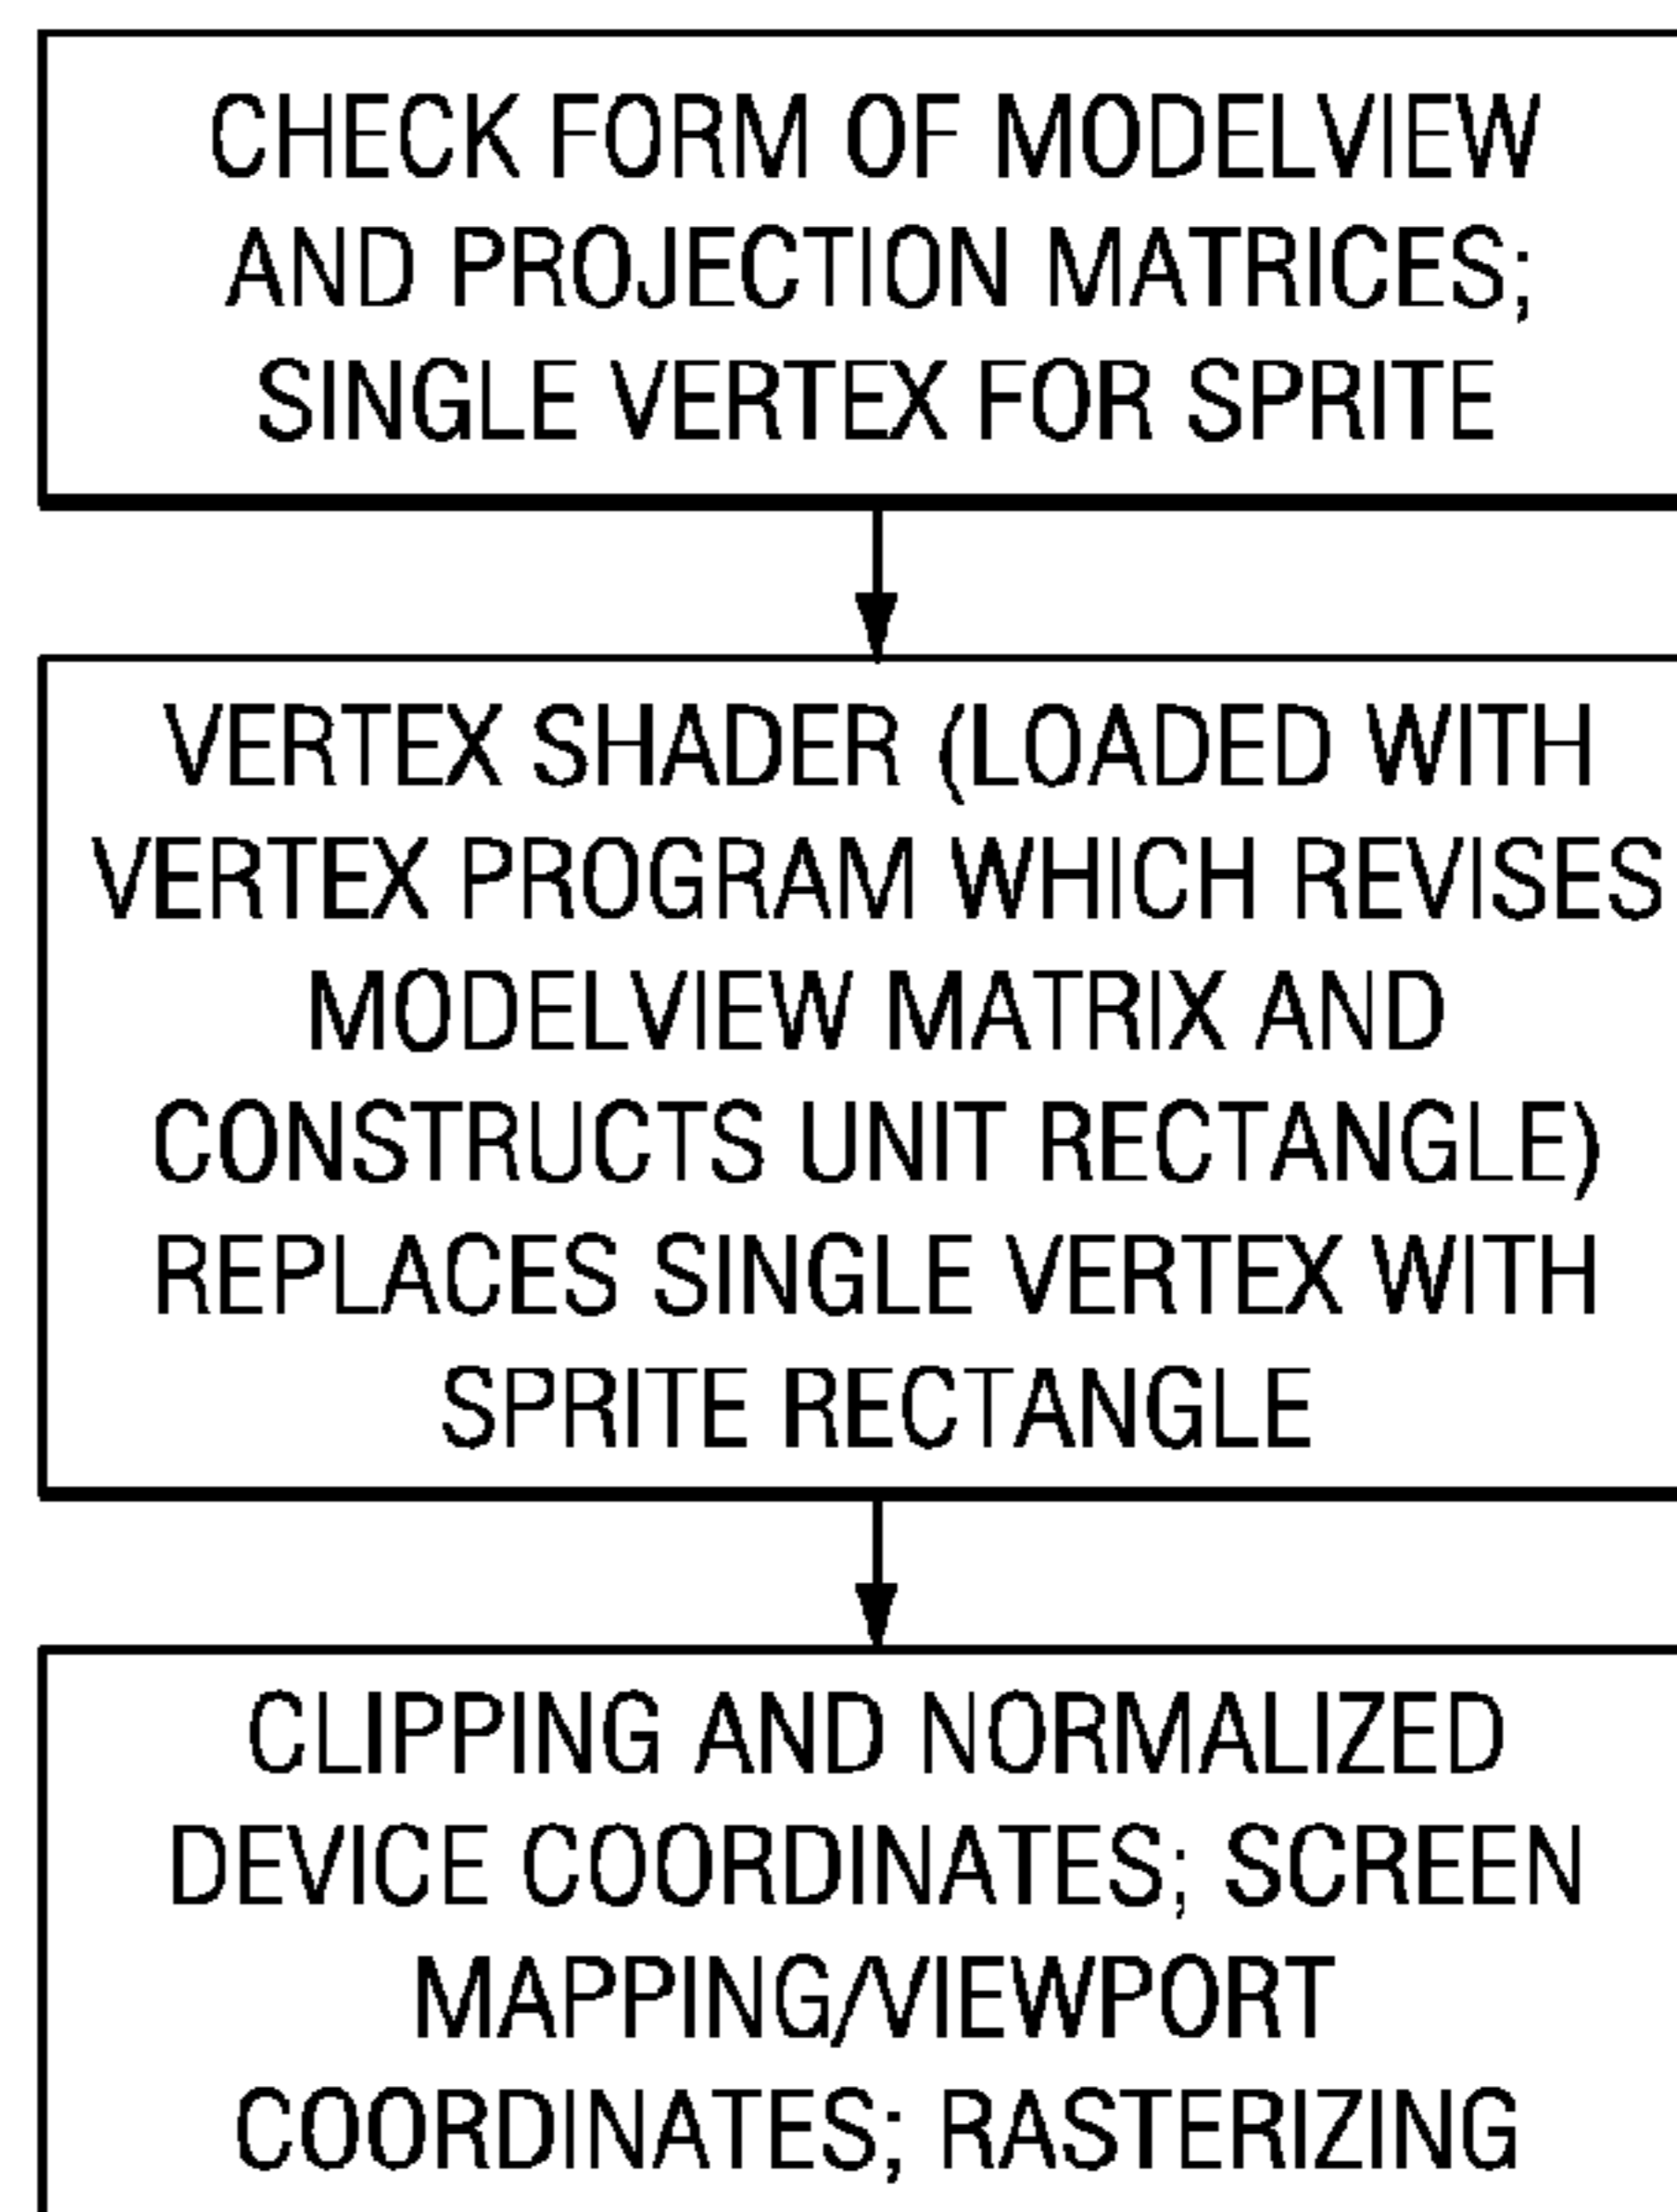 CHECK FORM OF MODELVIEW
AND PROJECTION MATRICES;
SINGLE VERTEX FOR SPRITE
VERTEX SHADER (LOADED WITH
VERTEX PROGRAM WHICH REVISES
MODELVIEW MATRIX AND
CONSTRUCTS UNIT RECTANGLE)
REPLACES SINGLE VERTEX WITH
SPRITE RECTANGLE
CLIPPING AND NORMALIZED
DEVICE COORDINATES; SCREEN
MAPPING/VIEWPORT
COORDINATES; RASTERIZING